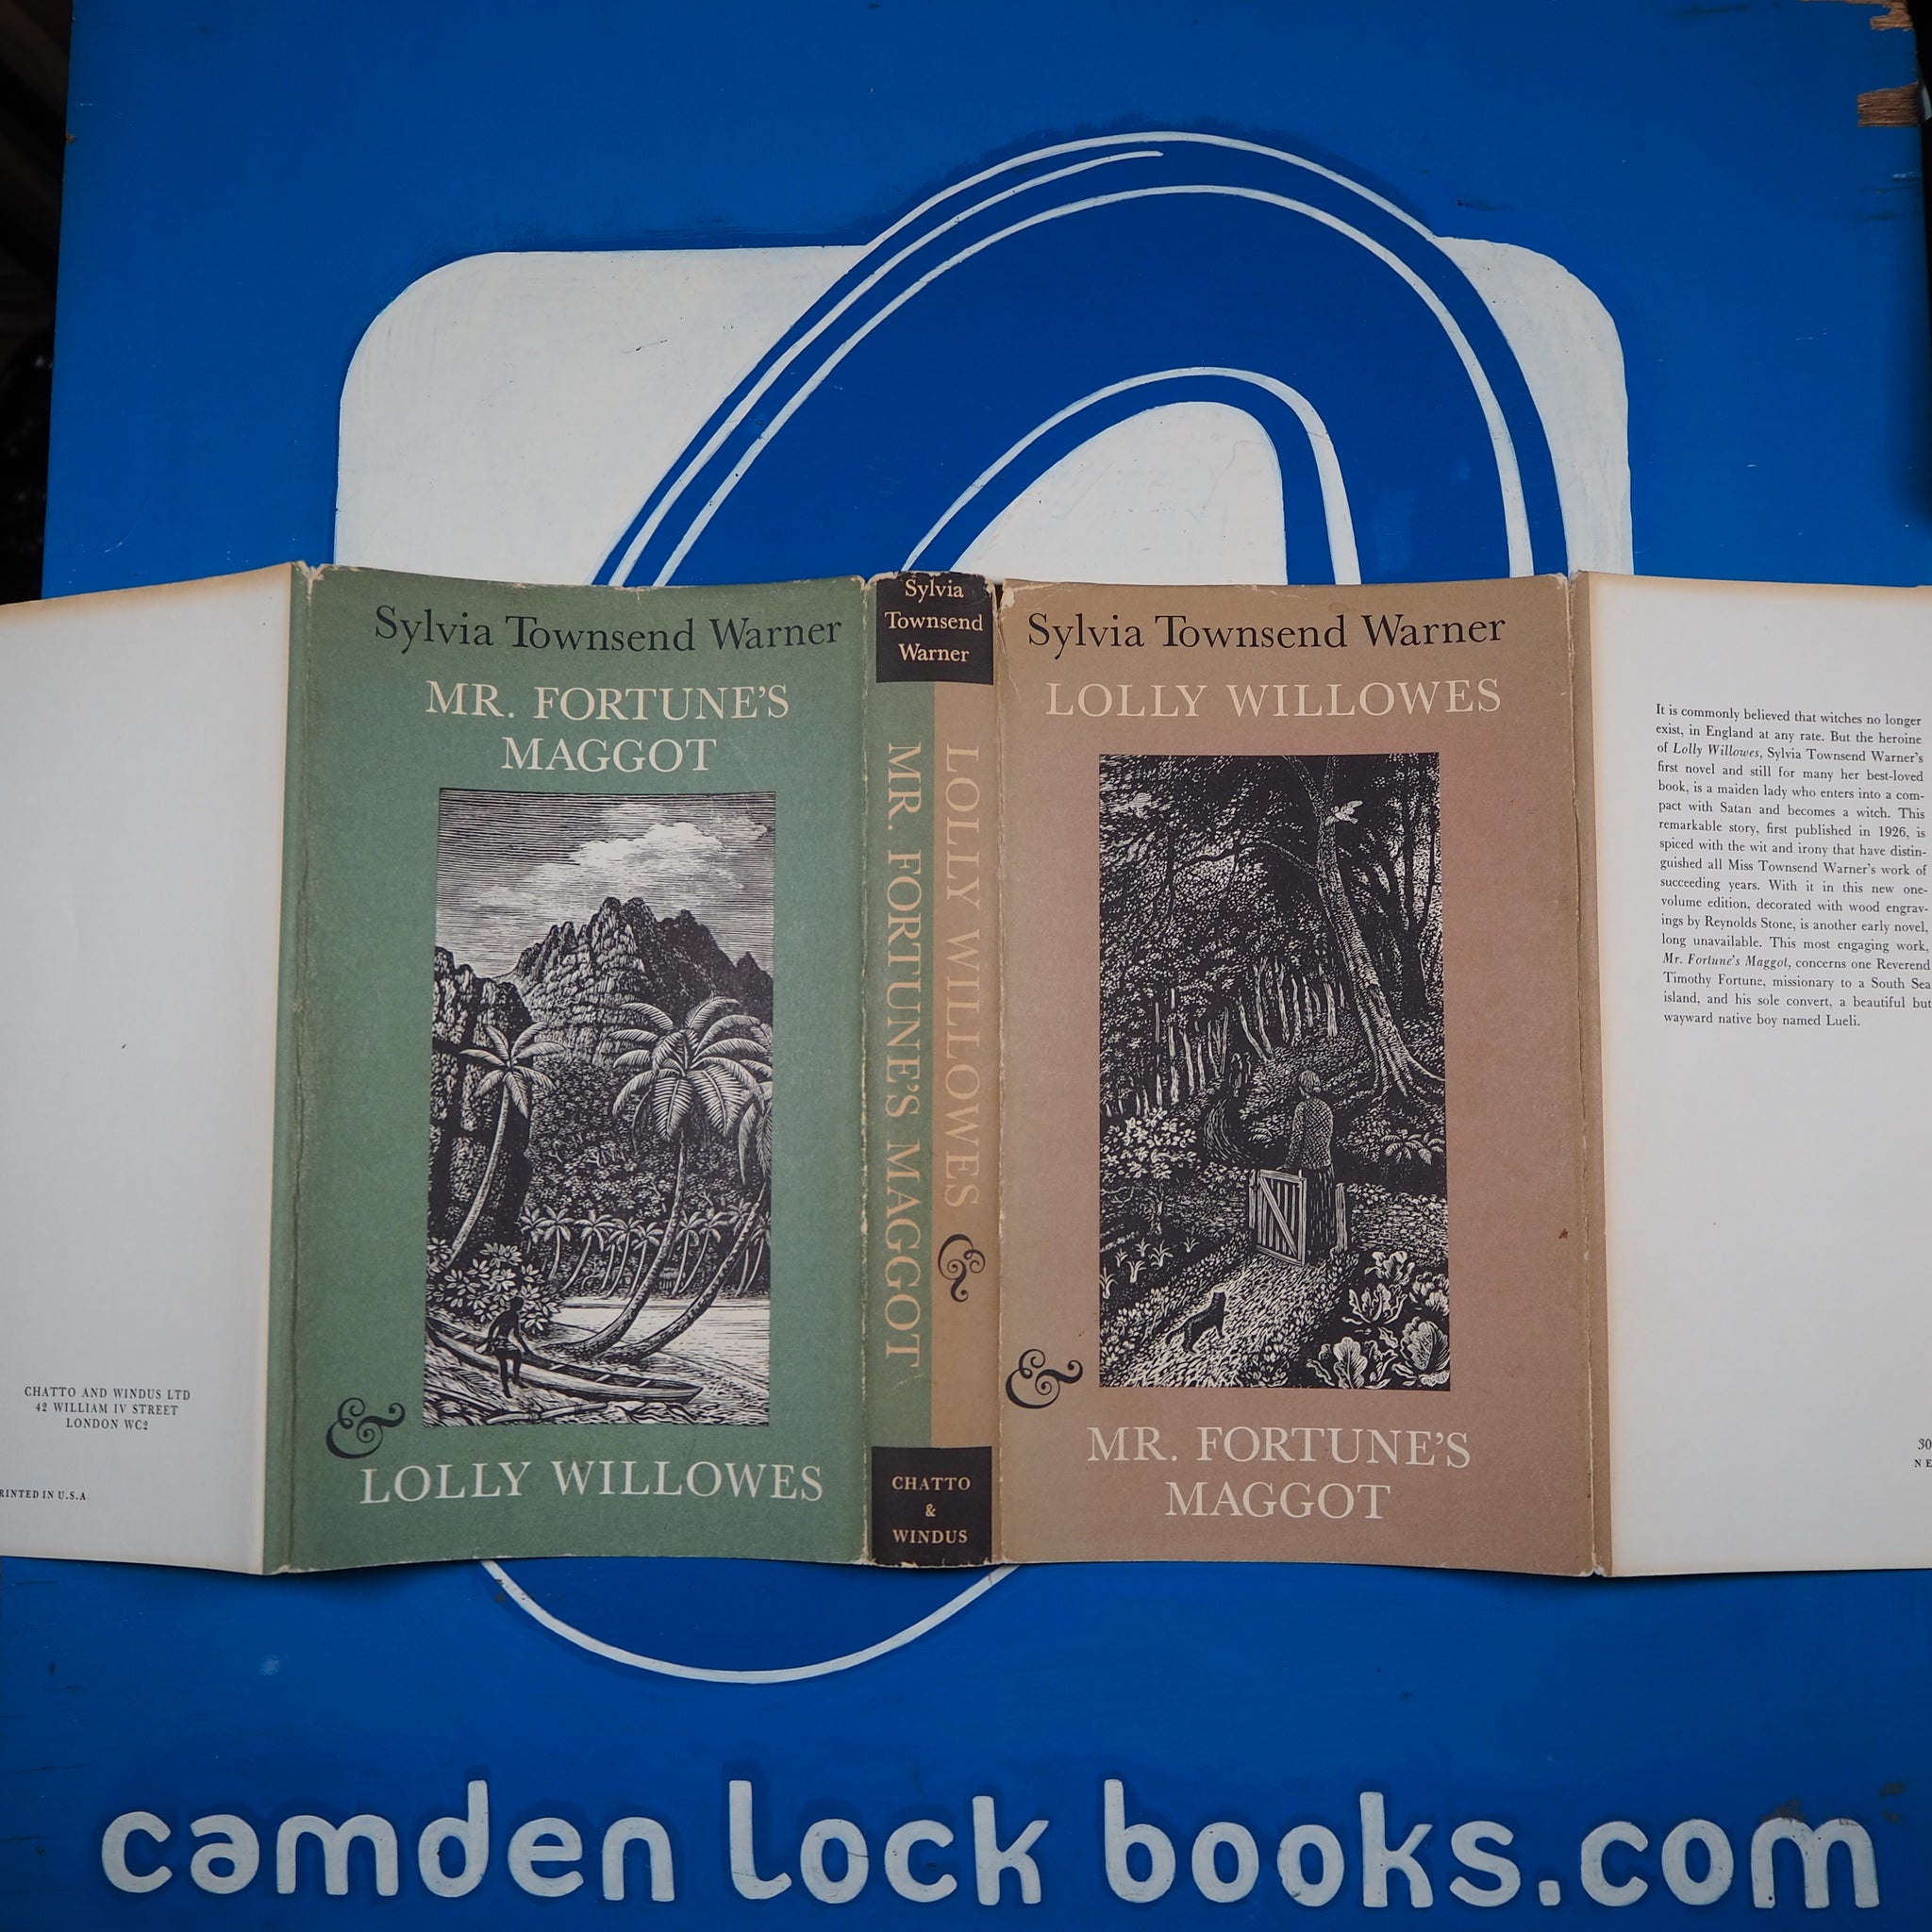 CHATTO AND WINDUS LTD
42 WILLIAM IV STREET
LONDON WC2
RINTED IN U.S.A.
Sylvia Townsend Warner
MR. FORTUNE'S
MAGGOT
&
LOLLY WILLOWES
Sylvia
Townsend
Warner
LOLLY WILLOWES &
MR. FORTUNE'S MAGGOT
CHATTO
&
WINDUS
Sylvia Townsend Warner
LOLLY WILLOWES
&
MR. FORTUNE'S
MAGGOT
It is commonly believed that witches no longer
exist, in England at any rate. But the heroine
of Lolly Willowes, Sylvia Townsend Warner's
first novel and still for many her best-loved
book, is a maiden lady who enters into a com-
pact with Satan and becomes a witch. This
remarkable story, first published in 1926, is
spiced with the wit and irony that have distin-
guished all Miss Townsend Warner's work of
succeeding years. With it in this new one-
volume edition, decorated with wood engrav-
ings by Reynolds Stone, is another early novel,
long unavailable. This most engaging work,
Mr. Fortune's Maggot, concerns one Reverend
Timothy Fortune, missionary to a South Sea
island, and his sole convert, a beautiful but
wayward native boy named Lueli.
30
NE
camden lock books.com